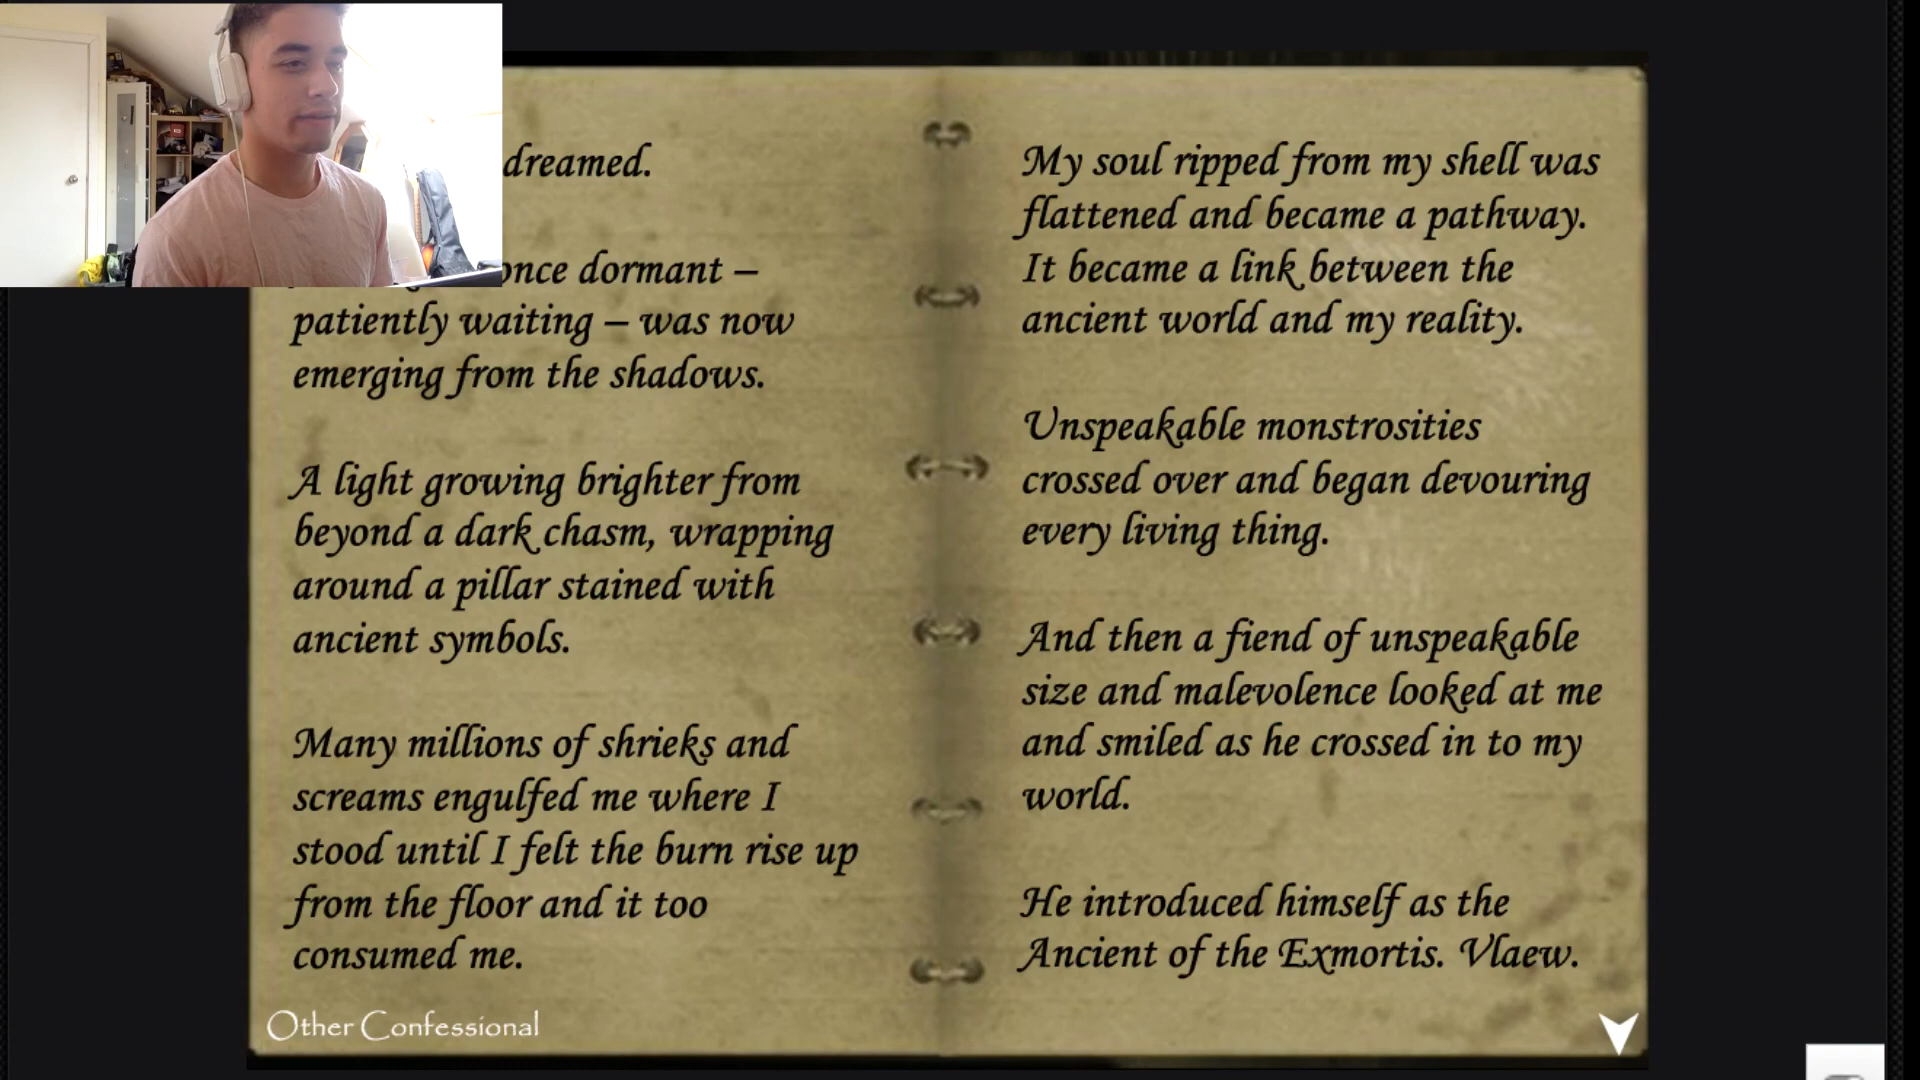 dreamed.
once dormant –
patiently waiting – was now
emerging from the shadows.
A light growing brighter from
beyond a dark chasm, wrapping
around a pillar stained with
ancient symbols.
Many millions of shrieks and
screams engulfed me where I
stood until I felt the burn rise up
from the floor and it too
consumed me.
Other Confessional
My soul ripped from my shell was
flattened and became a pathway.
It became a link between the
ancient world and my reality.
Unspeakable monstrosities
crossed over and began devouring
every living thing.
And then a fiend of unspeakable
size and malevolence looked at me
and smiled as he crossed in to my
world.
He introduced himself as the
Ancient of the Exmortis. Vlaew.